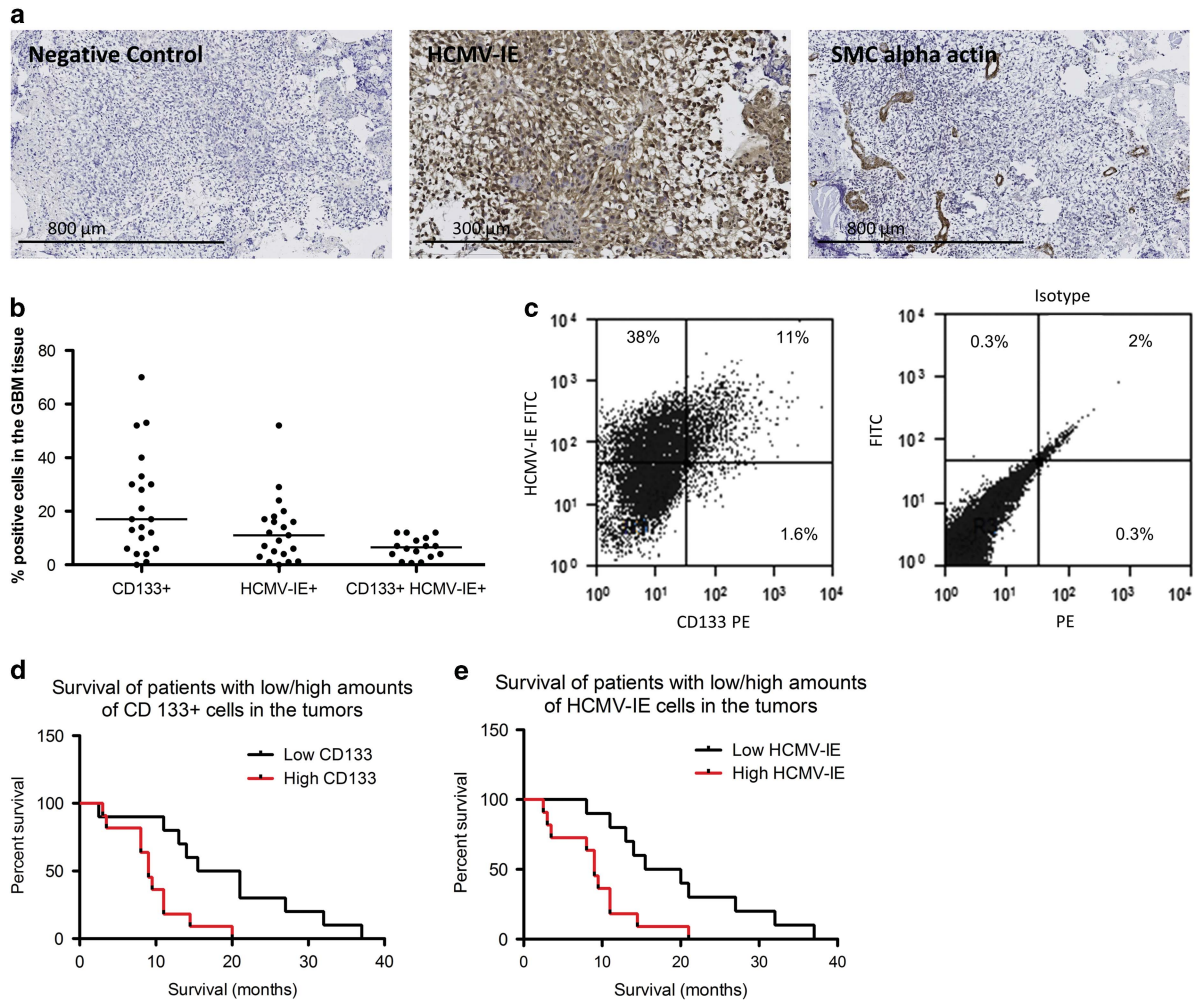 a
Negative Control
HCMV-IE
SMC alpha actin
800 µm
300 µm
800 µm
b
% positive cells in the GBM tissue
80
60
40
20
0
CD133+
HCMV-IE+
CD133+ HCMV-IE+
c
HCMV-IE FITC
10⁴
10³
10²
10¹
10⁰
38%
11%
1.6%
10⁰
10¹
10²
10³
10⁴
CD133 PE
Isotype
FITC
10⁴
10³
10²
10¹
10⁰
0.3%
2%
R3
0.3%
10⁰
10¹
10²
10³
10⁴
PE
d
Survival of patients with low/high amounts
of CD 133+ cells in the tumors
Percent survival
150
100
50
0
Low CD133
High CD133
0
10
20
30
40
Survival (months)
e
Survival of patients with low/high amounts
of HCMV-IE cells in the tumors
Percent survival
150
100
50
0
Low HCMV-IE
High HCMV-IE
0
10
20
30
40
Survival (months)